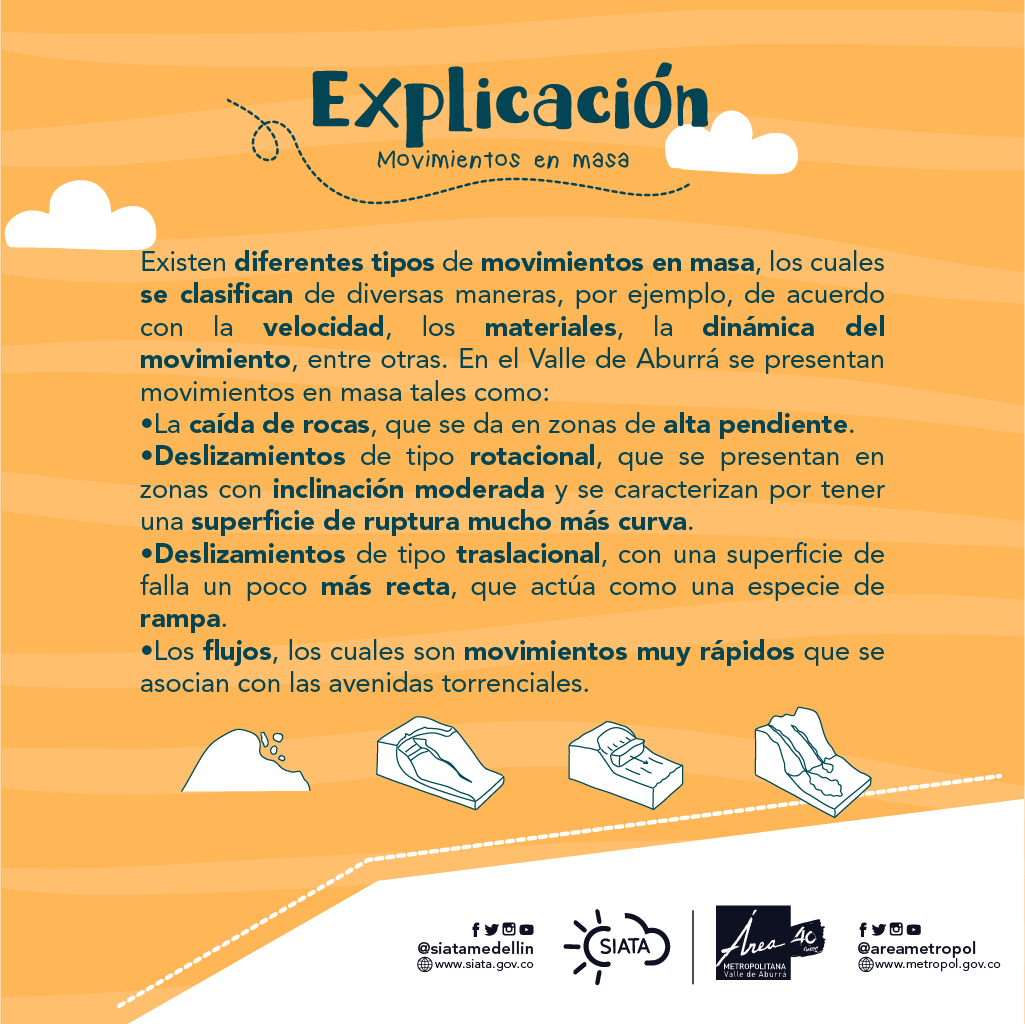 Explicación
Movimientos en masa
Existen diferentes tipos de movimientos en masa, los cuales
se clasifican de diversas maneras, por ejemplo, de acuerdo
con la velocidad, los materiales, la dinámica del
movimiento, entre otras. En el Valle de Aburrá se presentan
movimientos en masa tales como:
•La caída de rocas, que se da en zonas de alta pendiente.
•Deslizamientos de tipo rotacional, que se presentan en
zonas con inclinación moderada y se caracterizan por tener
una superficie de ruptura mucho más curva.
•Deslizamientos de tipo traslacional, con una superficie de
falla un poco más recta, que actúa como una especie de
rampa.
•Los flujos, los cuales son movimientos muy rápidos que se
asocian con las avenidas torrenciales.
@siatamedellin
www.siata.gov.co
SIATA
Área
METROPOLITANA
Valle de Aburrá
40
@areametropol
www.metropol.gov.co